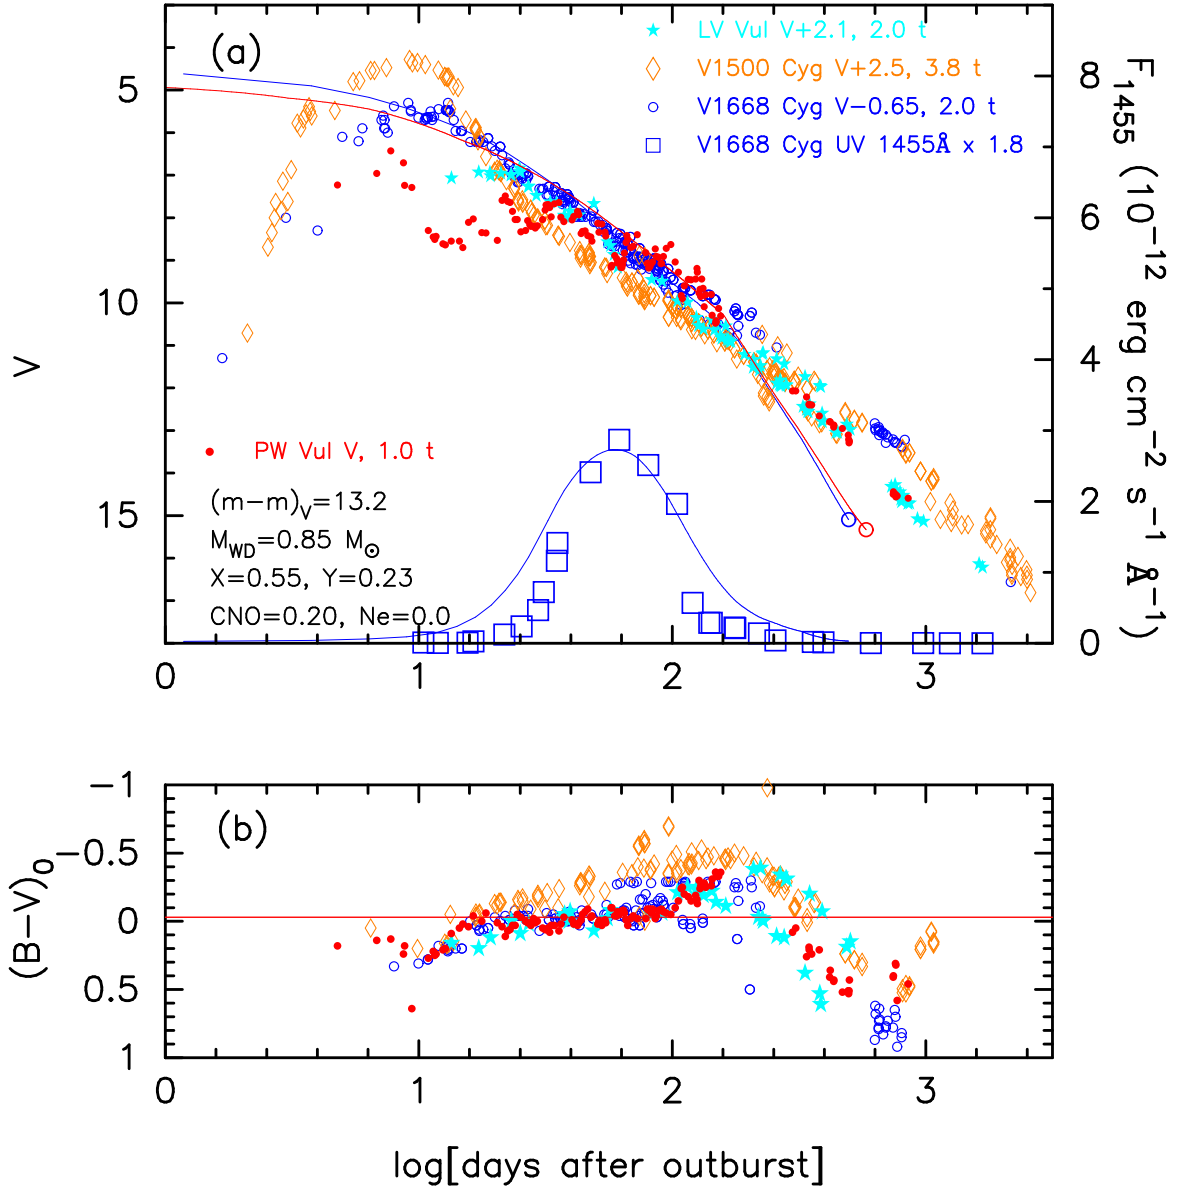 (a)
LV Vul V+2.1, 2.0 t
V1500 Cyg V+2.5, 3.8 t
V1668 Cyg V−0.65, 2.0 t
V1668 Cyg UV 1455Å x 1.8
5
10
15
V
8
6
4
2
0
F1455 (10−12 erg cm−2 s−1 Å−1)
PW Vul V, 1.0 t
(m−m)V=13.2
MWD=0.85 M⊙
X=0.55, Y=0.23
CNO=0.20, Ne=0.0
0 1 2 3
(b)
−1
−0.5
0
0.5
1
(B−V)0
0 1 2 3
log[days after outburst]